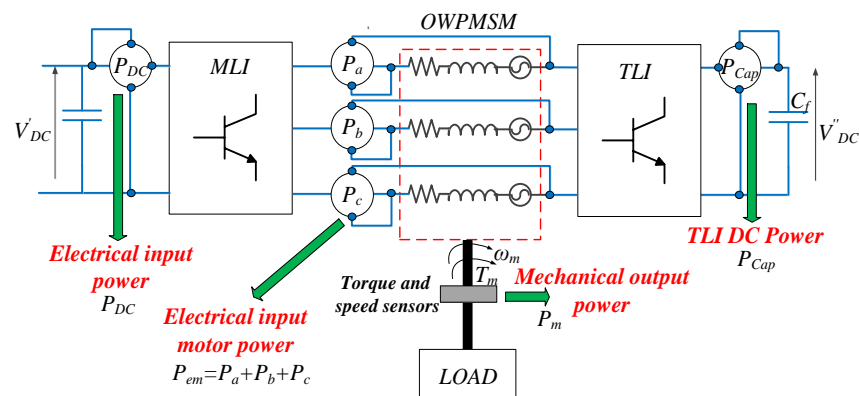 OWPMSM
MLI
TLI
P_DC
P_a
P_b
P_c
P_Cap
C_f
V'_DC
V''_DC
Electrical input
power
P_DC
TLI DC Power
P_Cap
ω_m
T_m
Torque and
speed sensors
Mechanical output
power
P_m
Electrical input
motor power
P_em=P_a+P_b+P_c
LOAD